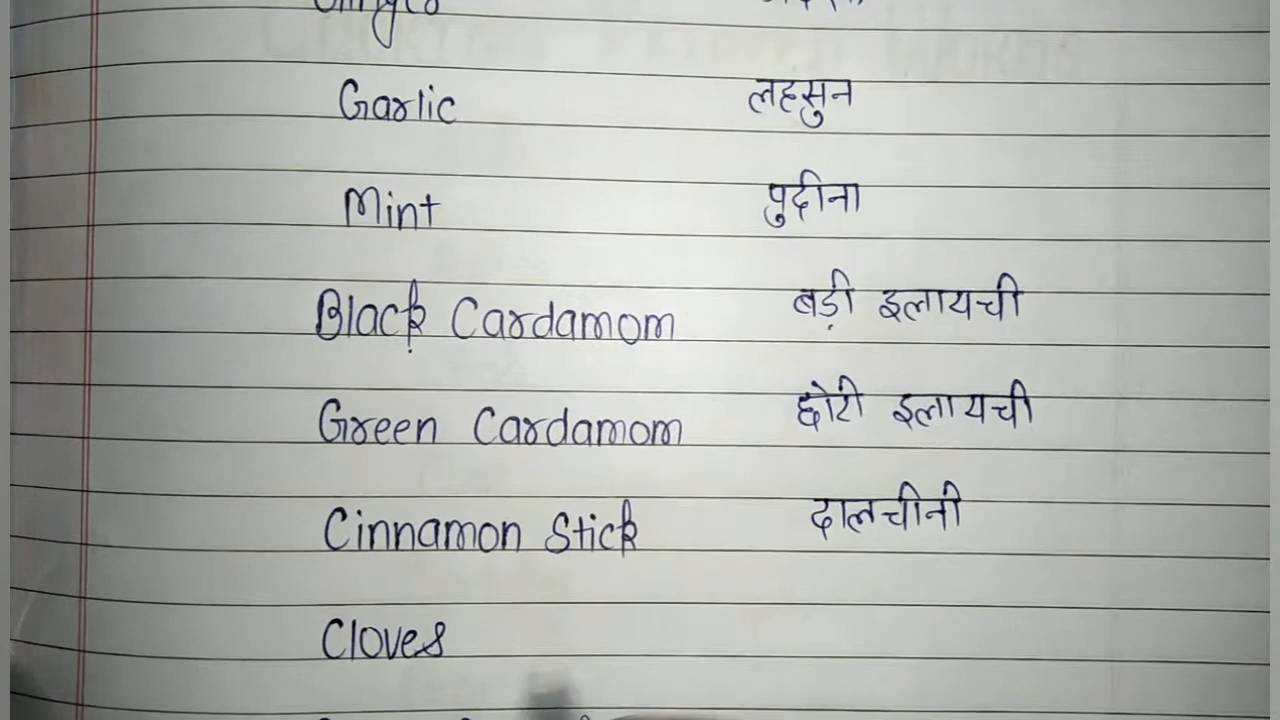 Garlic लहसुन
Mint पुदीना
Black Cardamom बड़ी इलायची
Green Cardamom छोटी इलायची
Cinnamon Stick दालचीनी
Cloves